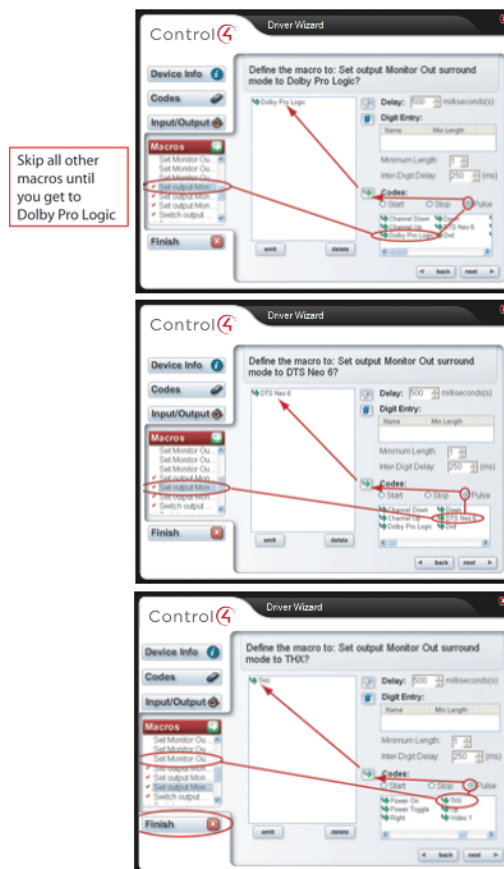 Control4
Driver Wizard
Device Info
Codes
Input/Output
Macros
Set Monitor Ou...
Set Monitor Ou...
Set output Mon...
Set output Mon...
Set output Mon...
Switch output ...
Finish
Define the macro to: Set output Monitor Out surround
mode to Dolby Pro Logic?
Dolby Pro Logic
omit
delete
Delay: 500 miliseconds(s)
Digit Entry:
Name Min Length
Minimum Length: 1
Inter-Digit Delay: 250 (ms)
Codes:
Start Stop Pulse
Channel Down Down
Channel Up DTS Neo 6
Dolby Pro Logic Dvd
back next
Skip all other
macros until
you get to
Dolby Pro Logic
Control4
Driver Wizard
Device Info
Codes
Input/Output
Macros
Set Monitor Ou...
Set Monitor Ou...
Set output Mon...
Set output Mon...
Set output Mon...
Switch output ...
Finish
Define the macro to: Set output Monitor Out surround
mode to DTS Neo 6?
DTS Neo 6
omit
delete
Delay: 500 miliseconds(s)
Digit Entry:
Name Min Length
Minimum Length: 1
Inter-Digit Delay: 250 (ms)
Codes:
Start Stop Pulse
Channel Down Down
Channel Up DTS Neo 6
Dolby Pro Logic Dvd
back next
Control4
Driver Wizard
Device Info
Codes
Input/Output
Macros
Set Monitor Ou...
Set Monitor Ou...
Set Monitor Ou...
Set output Mon...
Set output Mon...
Set output Mon...
Switch output ...
Finish
Define the macro to: Set output Monitor Out surround
mode to THX?
THX
omit
delete
Delay: 500 miliseconds(s)
Digit Entry:
Name Min Length
Minimum Length: 1
Inter-Digit Delay: 250 (ms)
Codes:
Start Stop Pulse
Power On THX
Power Toggle Up
Right Video 1
back next